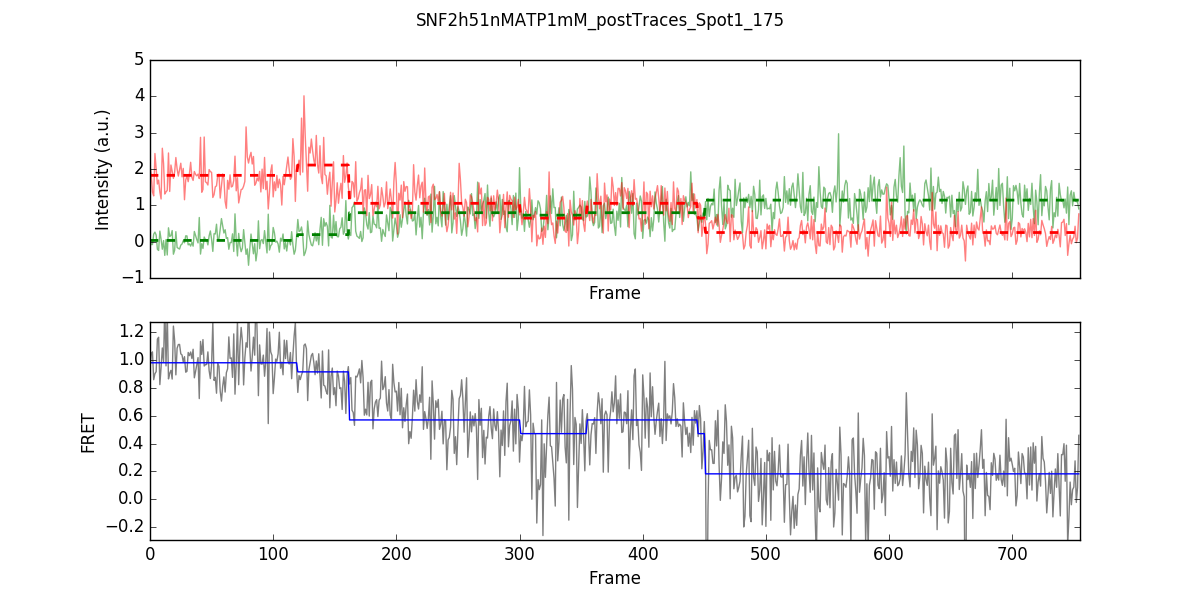 SNF2h51nMATP1mM_postTraces_Spot1_175
5
4
3
2
1
0
−1
Intensity (a.u.)
Frame
1.2
1.0
0.8
0.6
0.4
0.2
0.0
−0.2
FRET
0 100 200 300 400 500 600 700
Frame